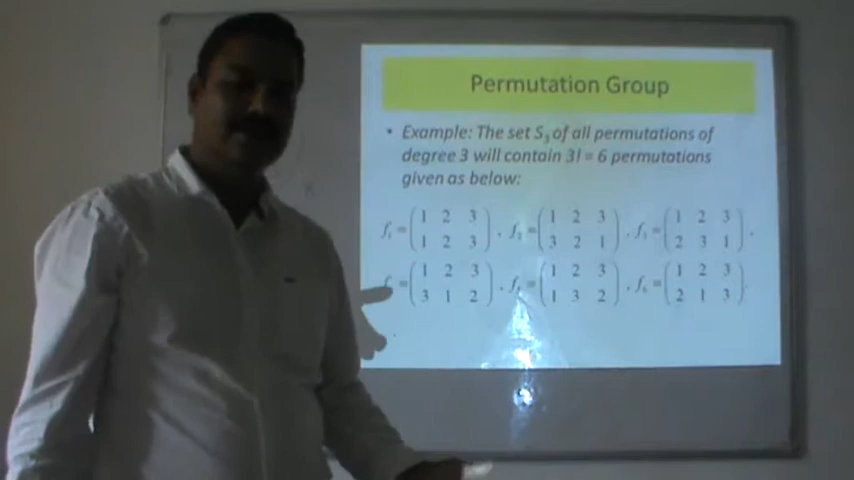 Permutation Group
• Example: The set S₃ of all permutations of
degree 3 will contain 3! = 6 permutations
given as below:
f₁ = ( 1 2 3 ) , f₂ = ( 1 2 3 ) , f₃ = ( 1 2 3 ) ,
1 2 3 3 2 1 2 3 1
= ( 1 2 3 ) , f = ( 1 2 3 ) , f₆ = ( 1 2 3 )
3 1 2 1 3 2 2 1 3